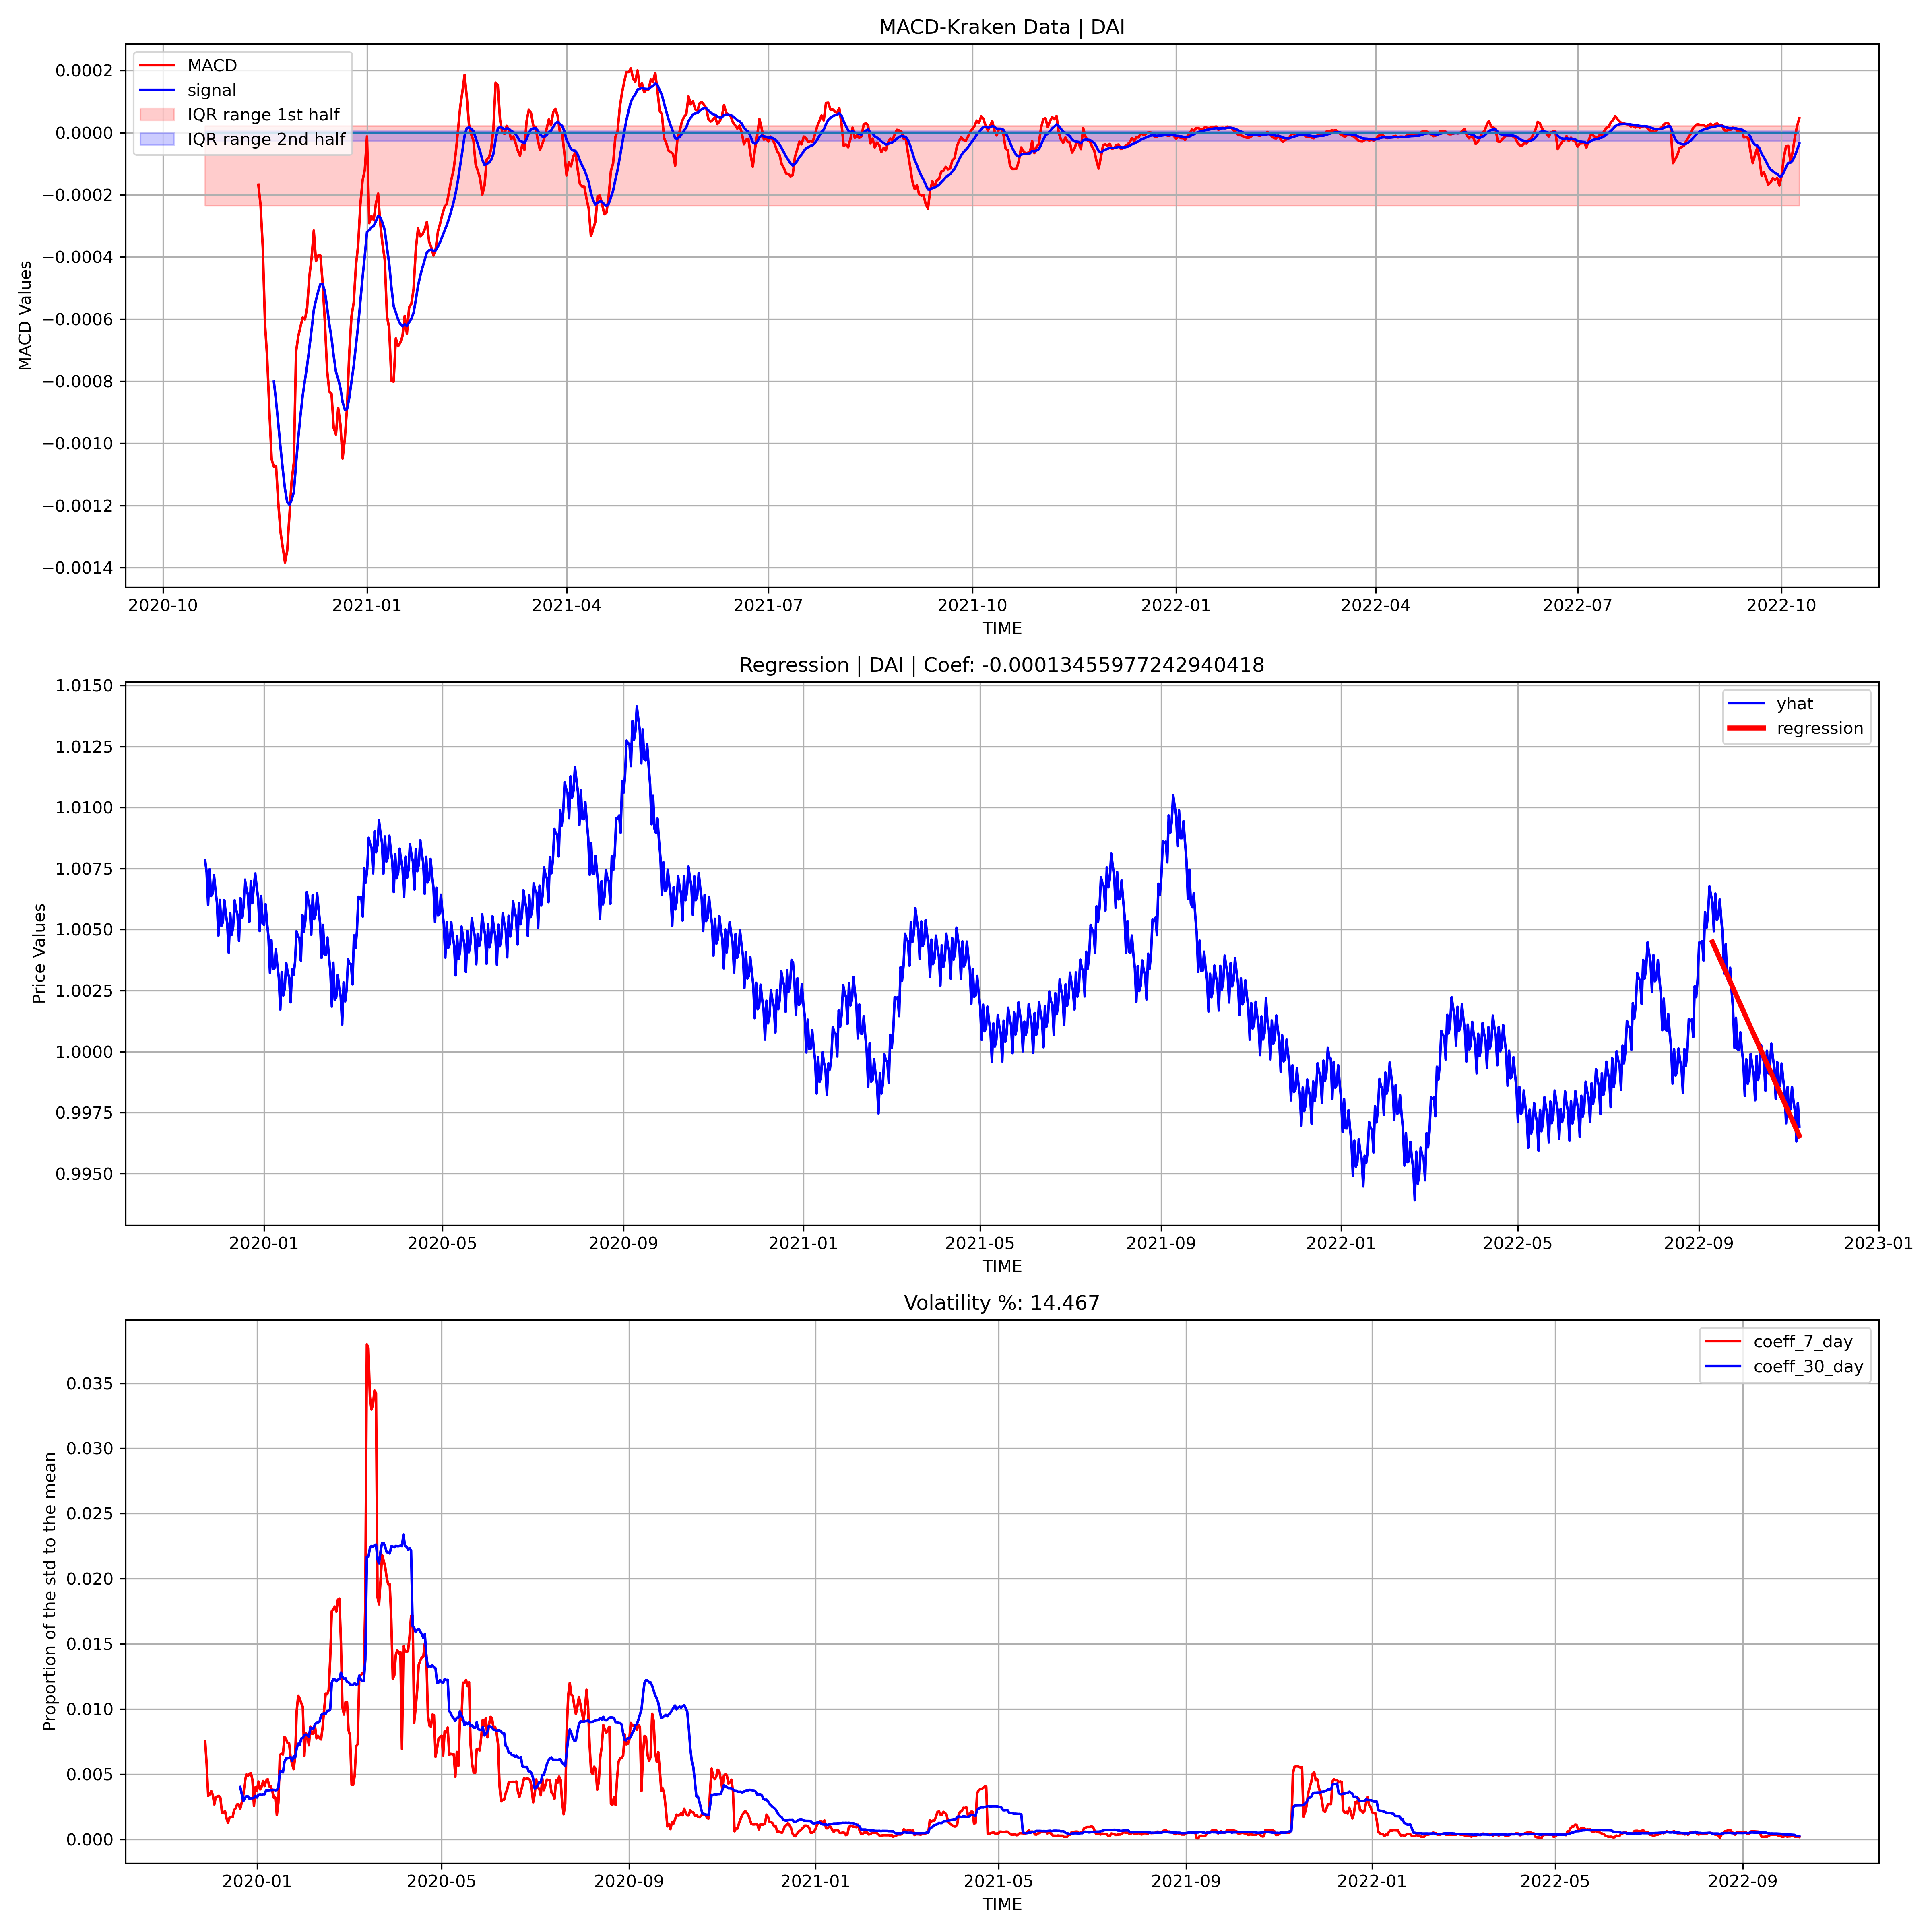 MACD-Kraken Data | DAI
MACD
signal
IQR range 1st half
IQR range 2nd half
0.0002
0.0000
−0.0002
−0.0004
−0.0006
−0.0008
−0.0010
−0.0012
−0.0014
MACD Values
2020-10 2021-01 2021-04 2021-07 2021-10 2022-01 2022-04 2022-07 2022-10
TIME
Regression | DAI | Coef: -0.00013455977242940418
yhat
regression
1.0150
1.0125
1.0100
1.0075
1.0050
1.0025
1.0000
0.9975
0.9950
Price Values
2020-01 2020-05 2020-09 2021-01 2021-05 2021-09 2022-01 2022-05 2022-09 2023-01
TIME
Volatility %: 14.467
coeff_7_day
coeff_30_day
0.035
0.030
0.025
0.020
0.015
0.010
0.005
0.000
Proportion of the std to the mean
2020-01 2020-05 2020-09 2021-01 2021-05 2021-09 2022-01 2022-05 2022-09
TIME